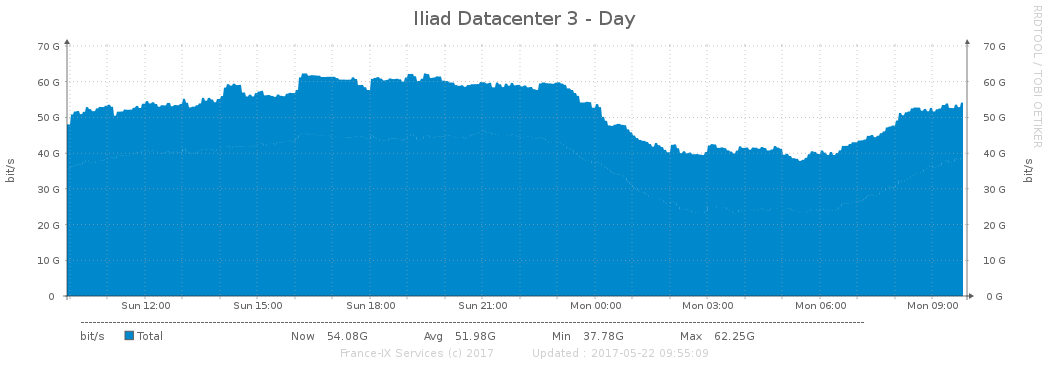 Iliad Datacenter 3 - Day
RRDTOOL / TOBI OETIKER
70 G 70 G
60 G 60 G
50 G 50 G
40 G 40 G
30 G 30 G
20 G 20 G
10 G 10 G
0 0 G
bit/s bit/s
Sun 12:00 Sun 15:00 Sun 18:00 Sun 21:00 Mon 00:00 Mon 03:00 Mon 06:00 Mon 09:00
bit/s Total Now 54.08G Avg 51.98G Min 37.78G Max 62.25G
France-IX Services (c) 2017 Updated : 2017-05-22 09:55:09